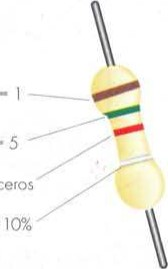 = 1
= 5
ceros
10%